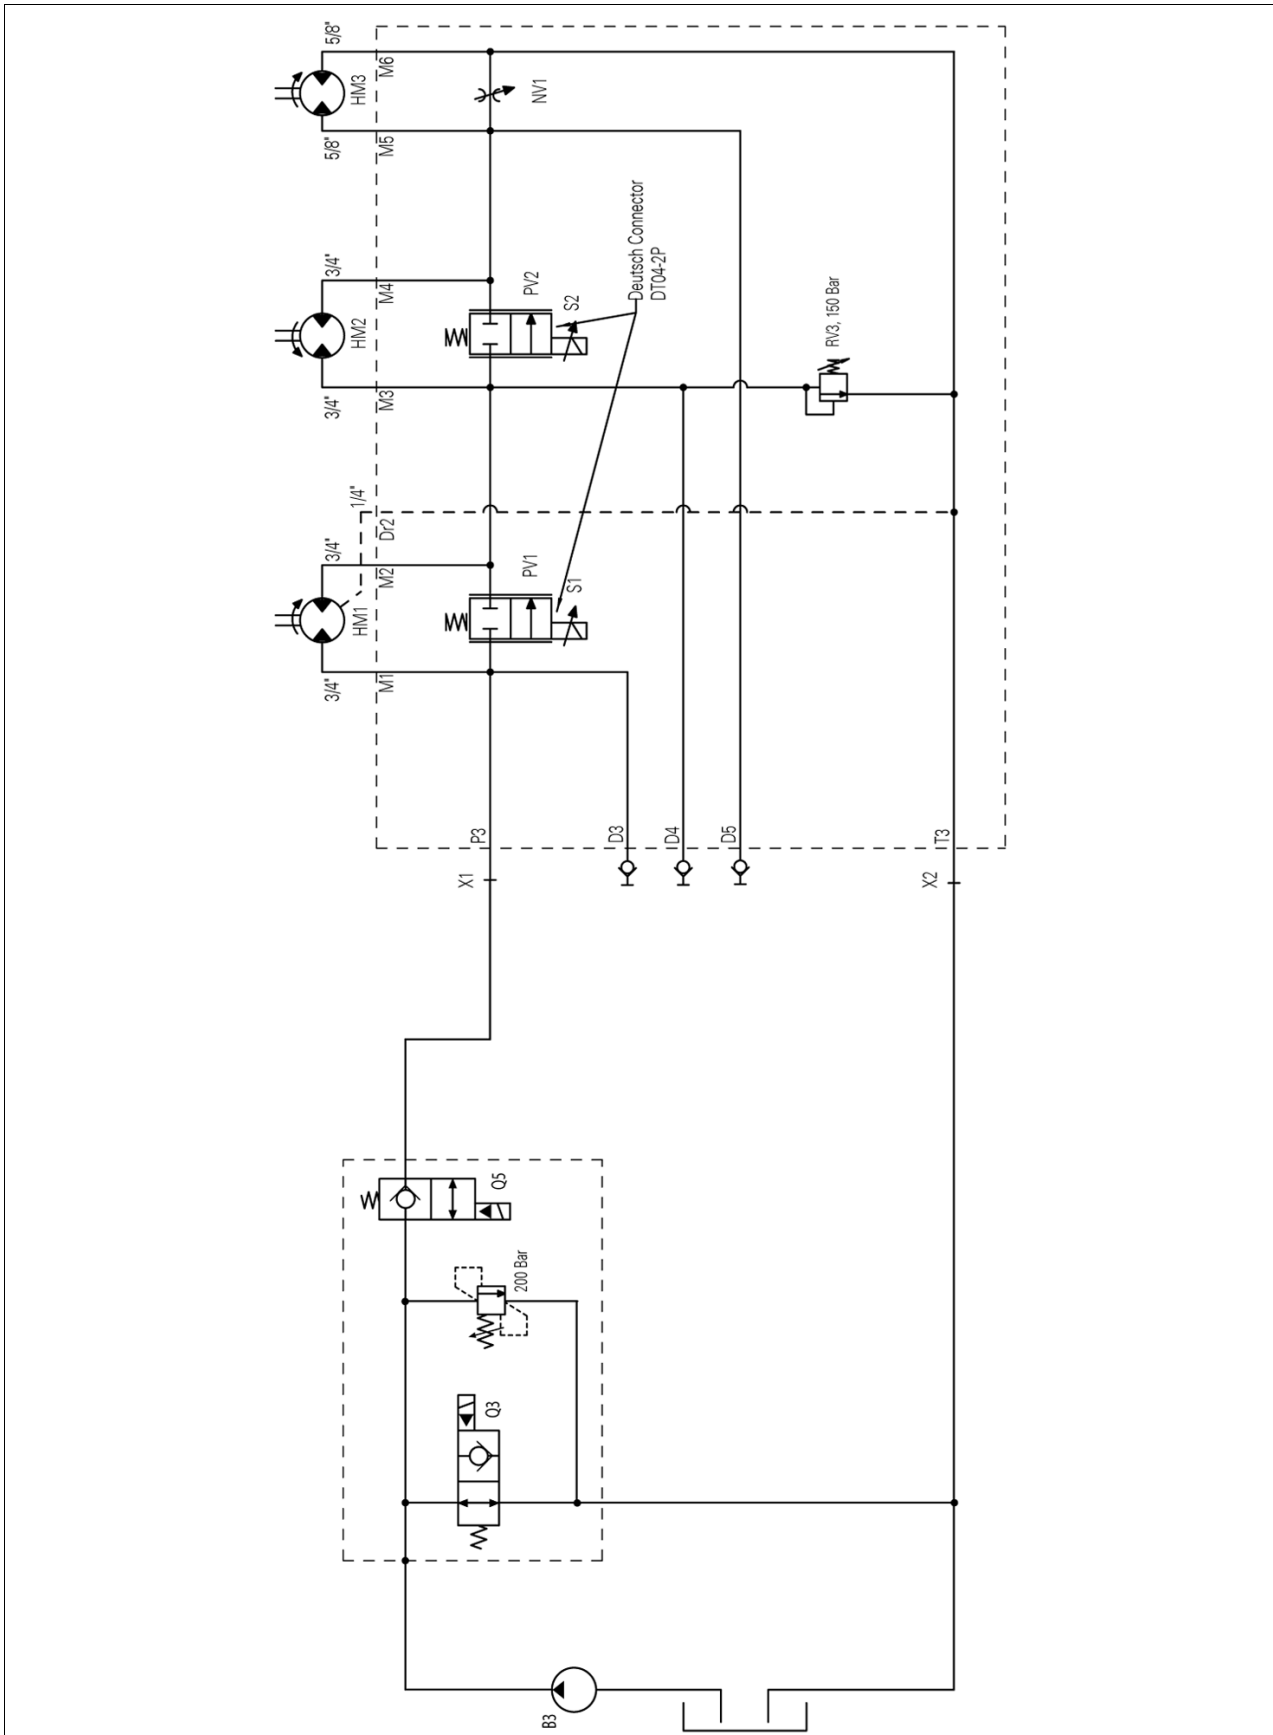 5/8"
M6
HM3
NV1
5/8"
M5
3/4"
M4
HM2
PV2
S2
Deutsch Connector
DT04-2P
RV3, 150 Bar
3/4"
M3
1/4"
Dr2
3/4"
M2
HM1
PV1
S1
3/4"
M1
P3
D3
D4
D5
T3
X1
X2
Q5
200 Bar
Q3
B3